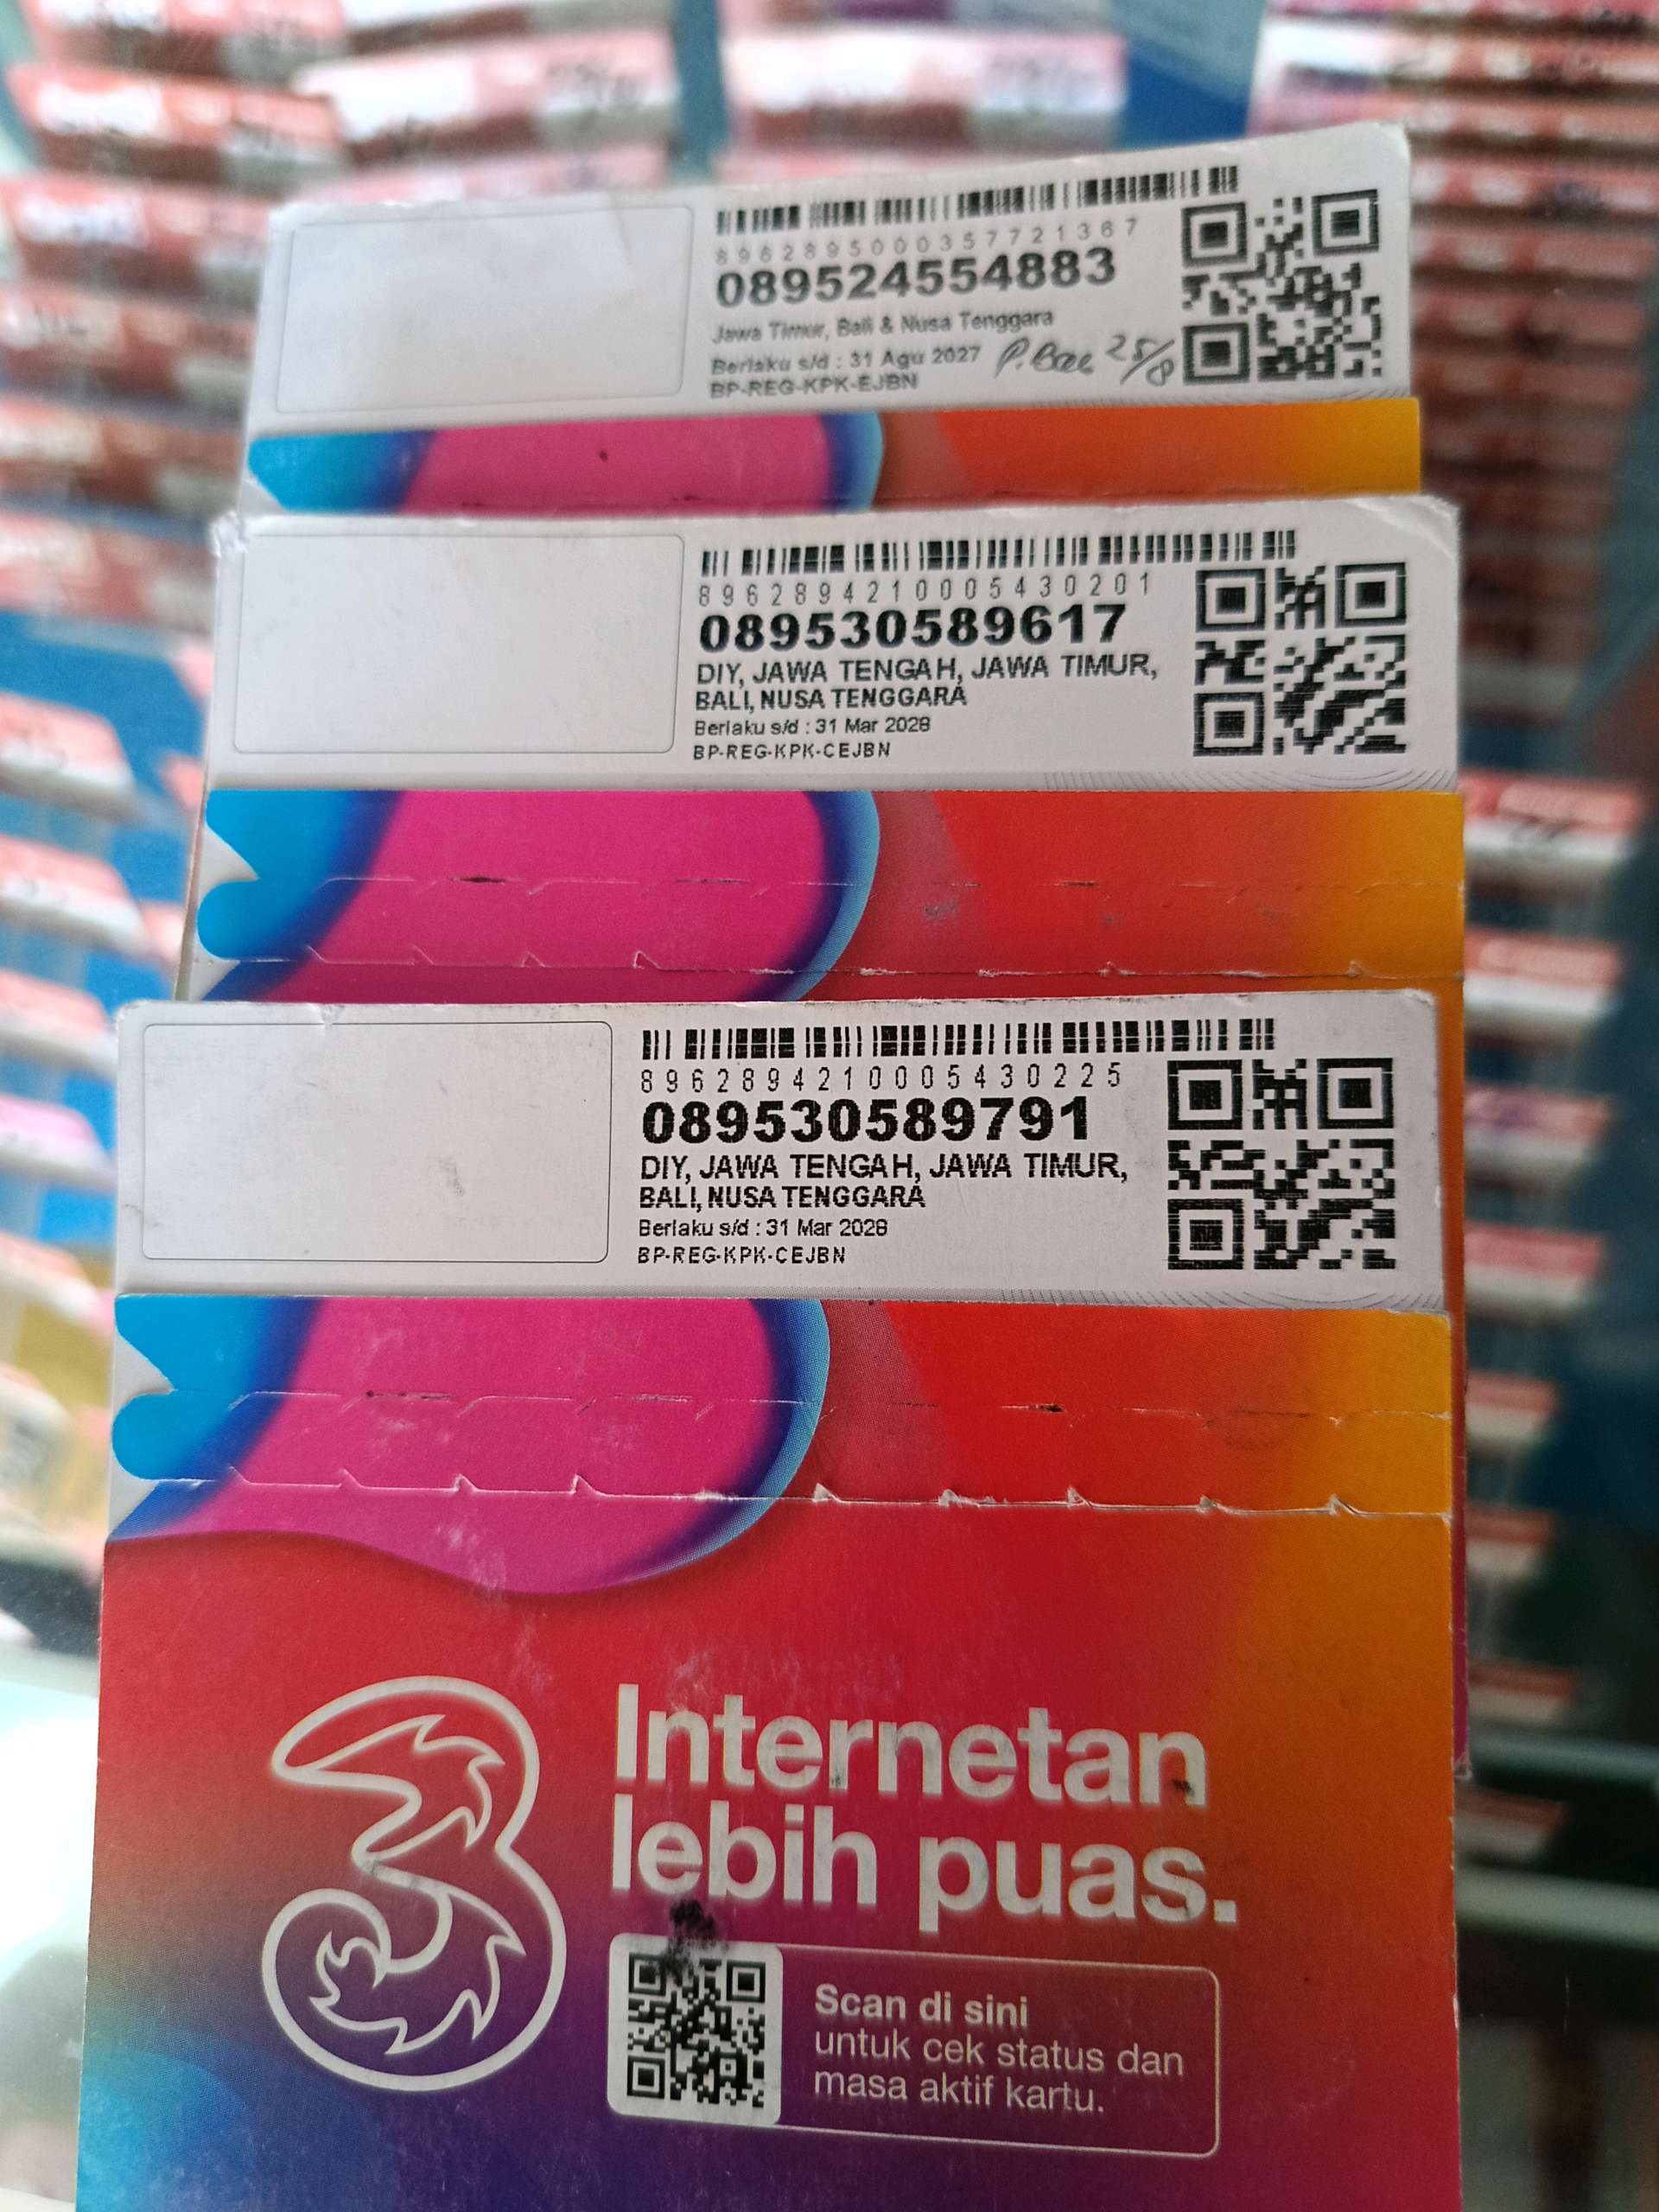 8962895000357721367
089524554883
Jawa Timur, Bali & Nusa Tenggara
Berlaku s/d : 31 Agu 2027 25/8
BP-REG-KPK-EJBN
8962894210005430201
089530589617
DIY, JAWA TENGAH, JAWA TIMUR,
BALI, NUSA TENGGARA
Berlaku s/d : 31 Mar 2028
BP-REG-KPK-CEJBN
8962894210005430225
089530589791
DIY, JAWA TENGAH, JAWA TIMUR,
BALI, NUSA TENGGARA
Berlaku s/d : 31 Mar 2028
BP-REG-KPK-CEJBN
3
Internetan
lebih puas.
Scan di sini
untuk cek status dan
masa aktif kartu.